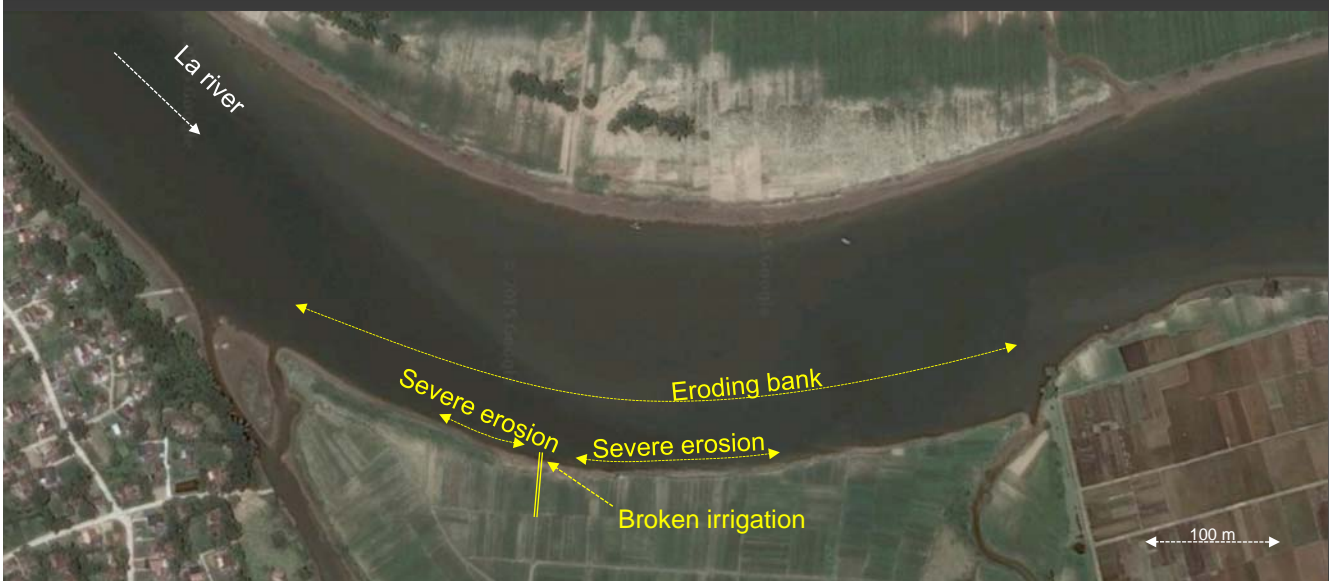 La river
Eroding bank
Severe erosion
Severe erosion
Broken irrigation
100 m